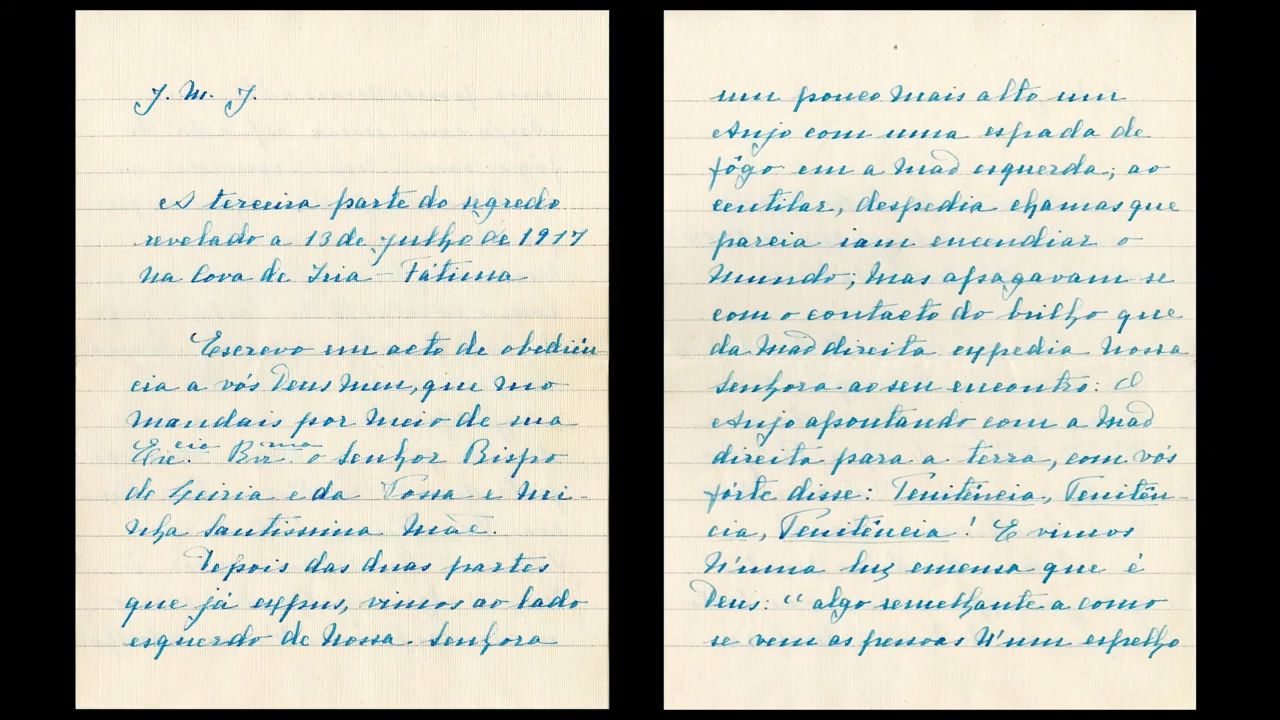 J. M. J.
A terceira parte do segredo
revelado a 13 de julho de 1917
na Cova de Iria – Fátima
Escrevo em acto de obediên-
cia a vós Deus meu, que mo
mandais por meio de sua
Ex.cia Rev.ma o Senhor Bispo
de Leiria e da Vossa e mi-
nha Santissima Mãe.
Depois das duas partes
que já expus, vimos ao lado
esquerdo de Nossa Senhora
um pouco mais alto um
Anjo com uma espada de
fôgo em a mão esquerda; ao
centilar, despedia chamas que
parecia iam encendiar o
mundo; mas apagavam se
com o contacto do brilho que
da mão direita expedia Nossa
Senhora ao seu encontro: O
Anjo apontando com a mão
direita para a terra, com vós
fórte disse: Penitência, Penitên-
cia, Penitência! E vimos
n'uma luz emensa que é
Deus: "algo semelhante a como
se vem as pessoas n'um espelho